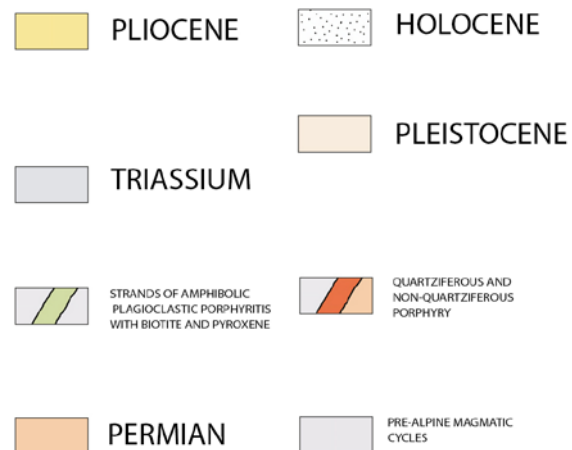 PLIOCENE
HOLOCENE
PLEISTOCENE
TRIASSIUM
STRANDS OF AMPHIBOLIC
PLAGIOCLASTIC PORPHYRITIS
WITH BIOTITE AND PYROXENE
QUARTZIFEROUS AND
NON-QUARTZIFEROUS
PORPHYRY
PERMIAN
PRE-ALPINE MAGMATIC
CYCLES